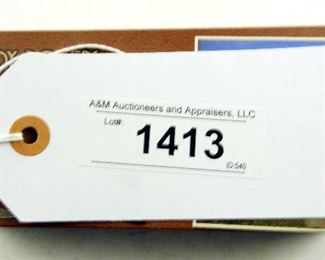 A&M Auctioneers and Appraisers, LLC
Lot#:
1413
ID:540